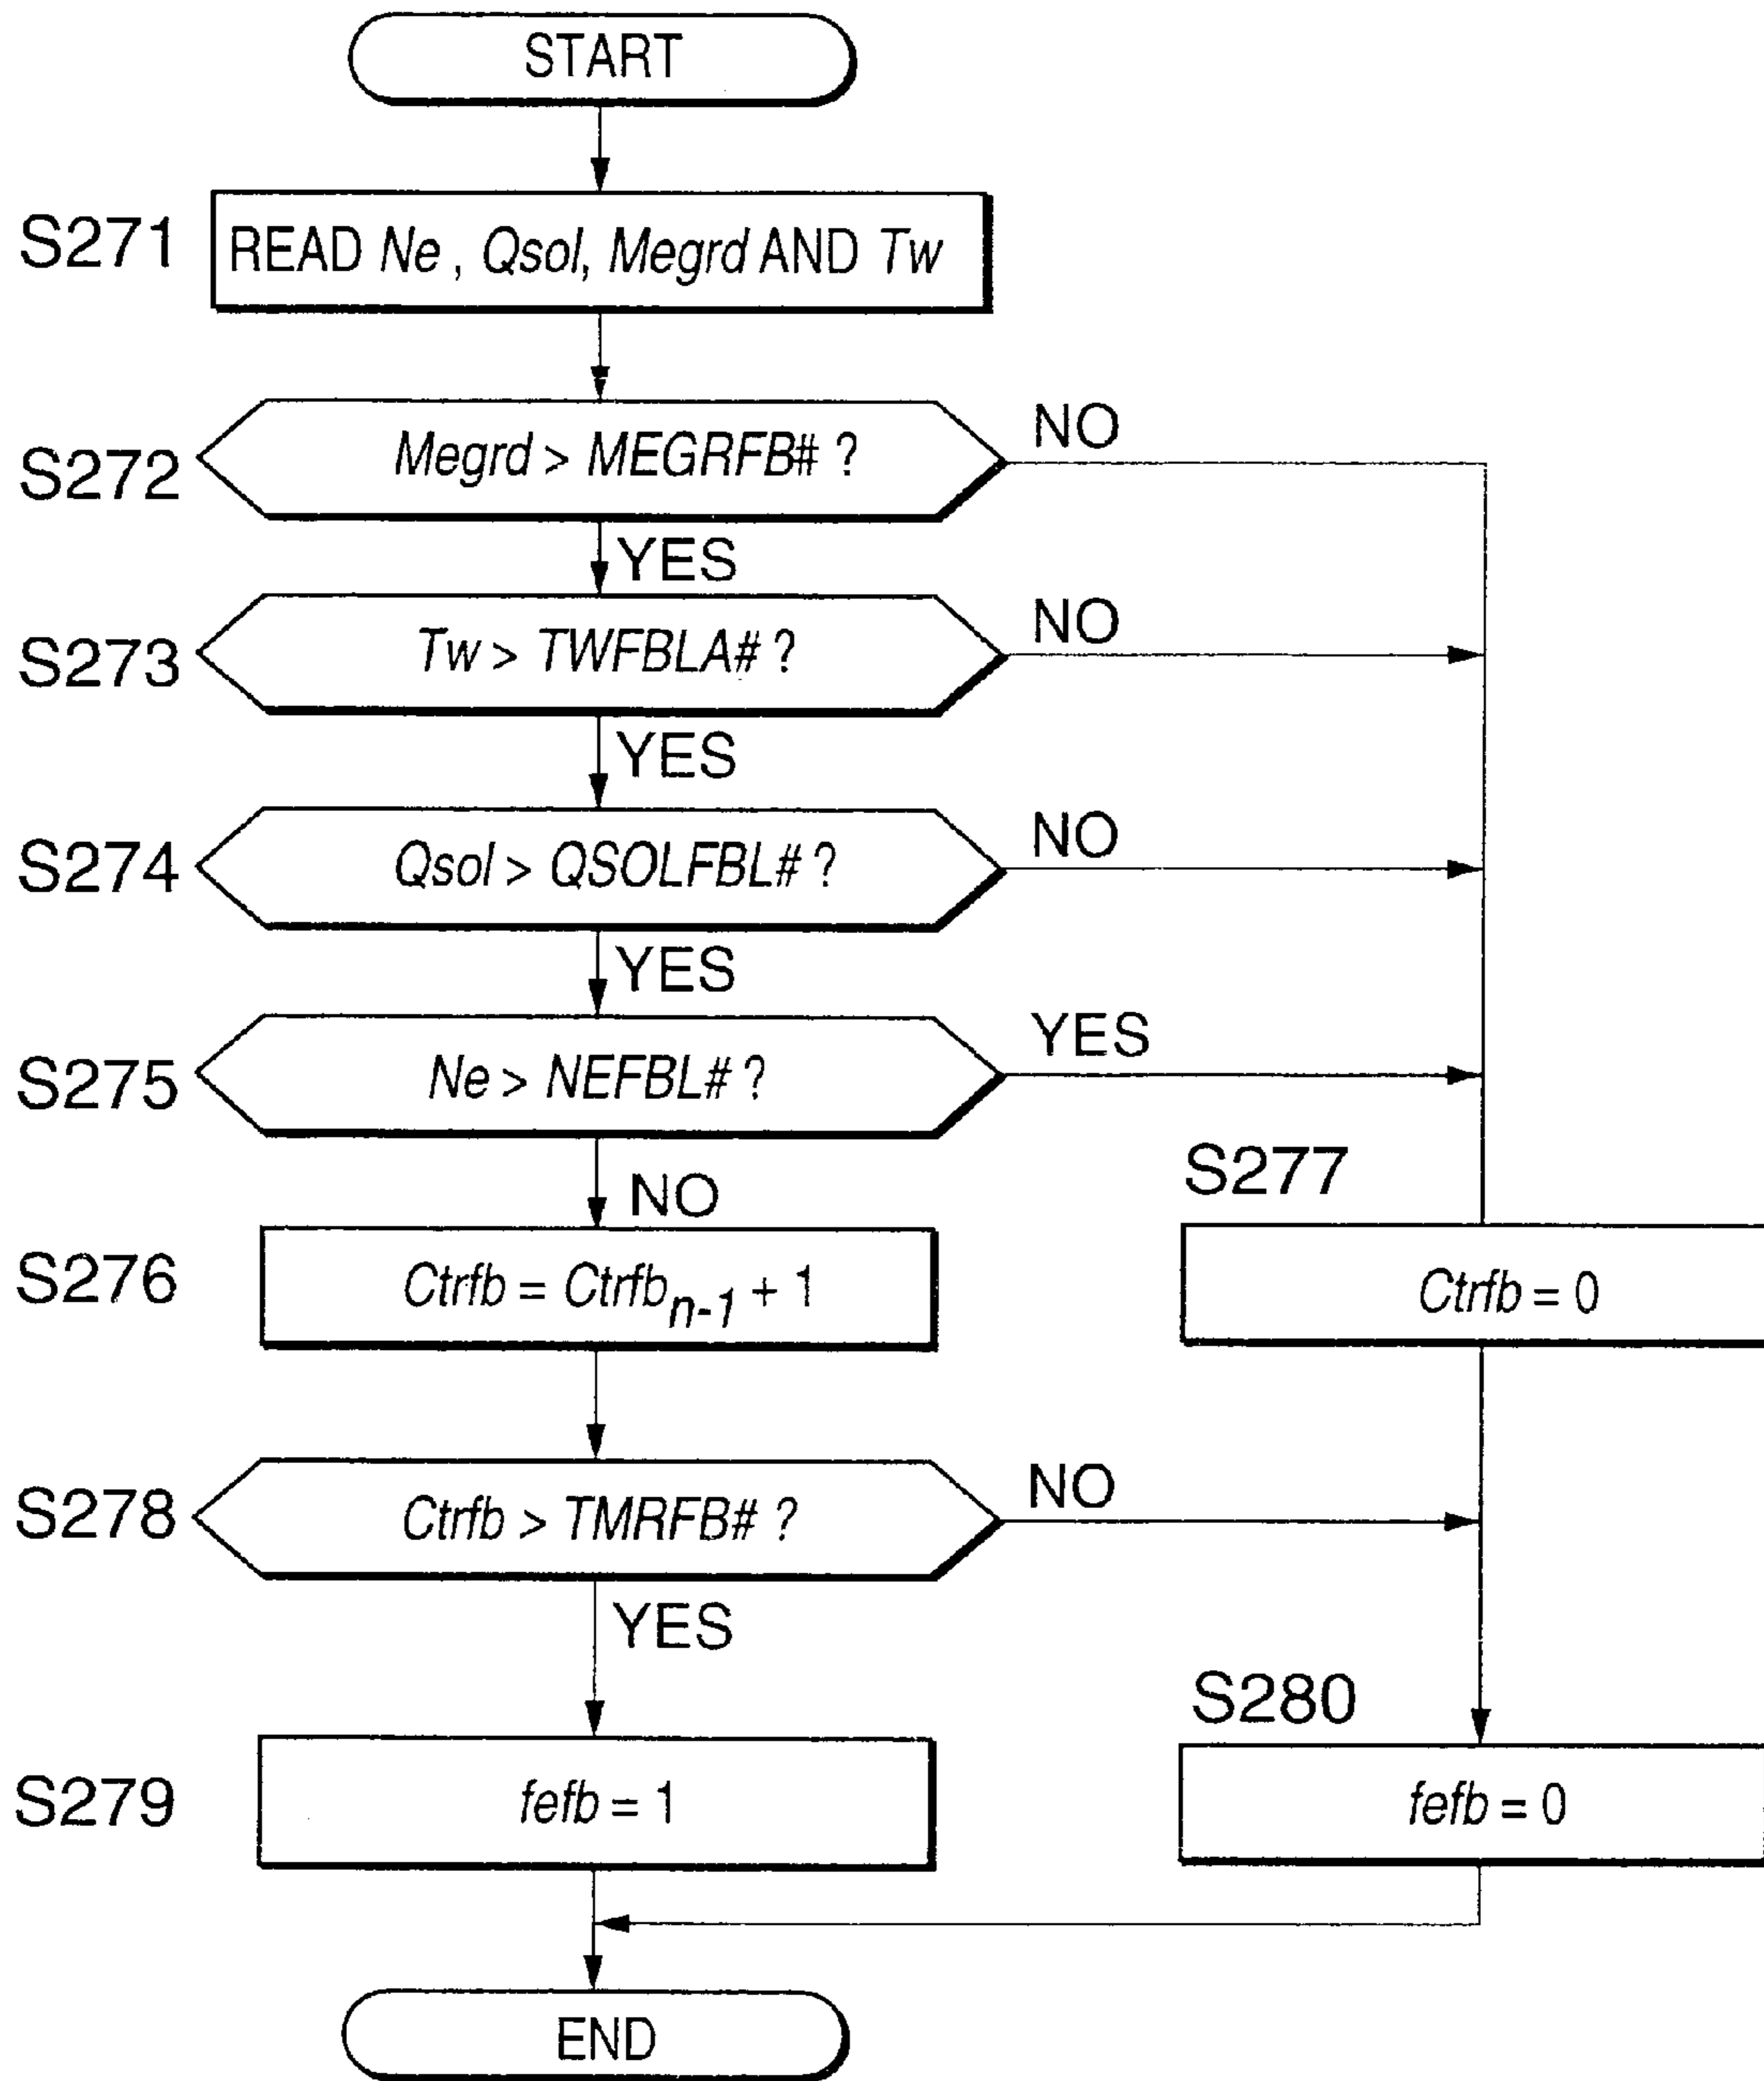 START
S271
READ Ne , Qsol, Megrd AND Tw
S272
Megrd > MEGRFB# ?
NO
YES
S273
Tw > TWFBLA# ?
NO
YES
S274
Qsol > QSOLFBL# ?
NO
YES
S275
Ne > NEFBL# ?
YES
NO
S276
Ctrfb = Ctrfbn-1 + 1
S277
Ctrfb = 0
S278
Ctrfb > TMRFB# ?
NO
YES
S279
fefb = 1
S280
fefb = 0
END